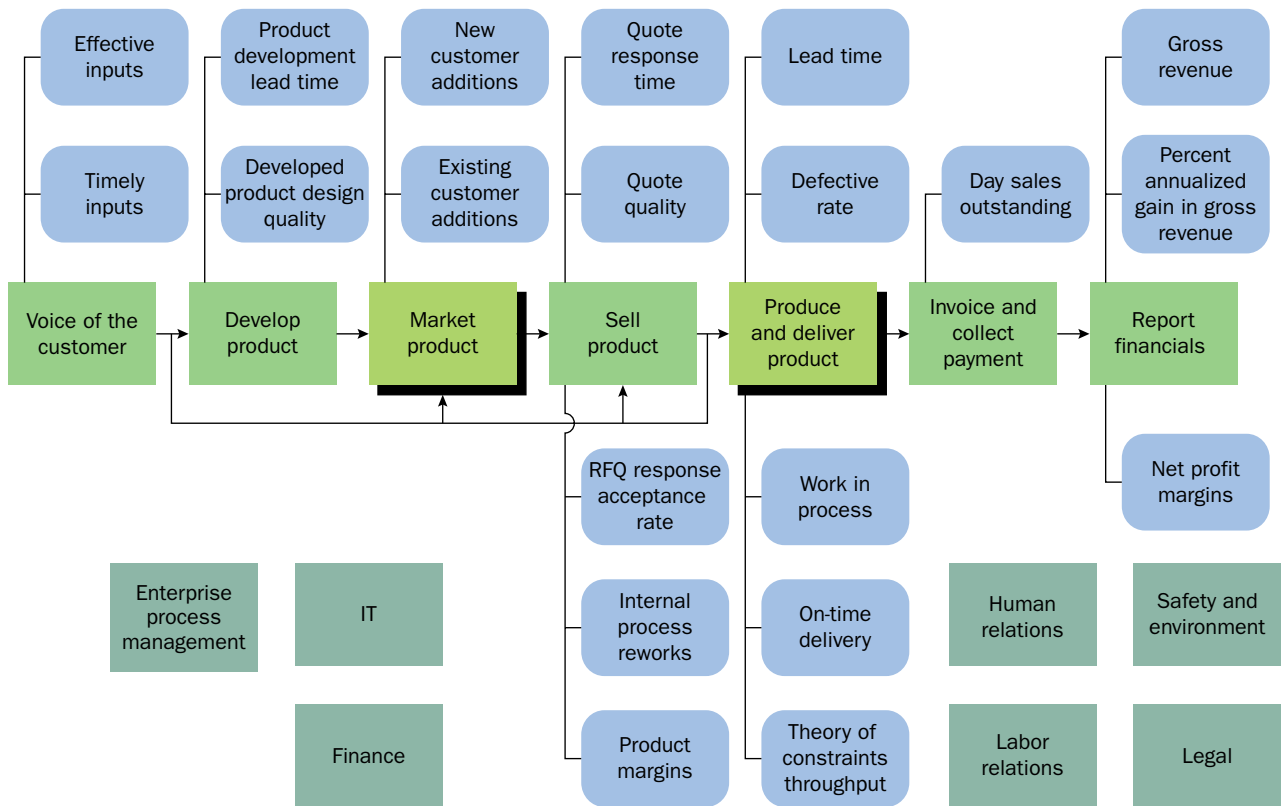 Effective
inputs
Product
development
lead time
New
customer
additions
Quote
response
time
Lead time
Gross
revenue
Timely
inputs
Developed
product design
quality
Existing
customer
additions
Quote
quality
Defective
rate
Day sales
outstanding
Percent
annualized
gain in gross
revenue
Voice of the
customer
Develop
product
Market
product
Sell
product
Produce
and deliver
product
Invoice and
collect
payment
Report
financials
RFQ response
acceptance
rate
Work in
process
Net profit
margins
Enterprise
process
management
IT
Internal
process
reworks
On-time
delivery
Human
relations
Safety and
environment
Finance
Product
margins
Theory of
constraints
throughput
Labor
relations
Legal